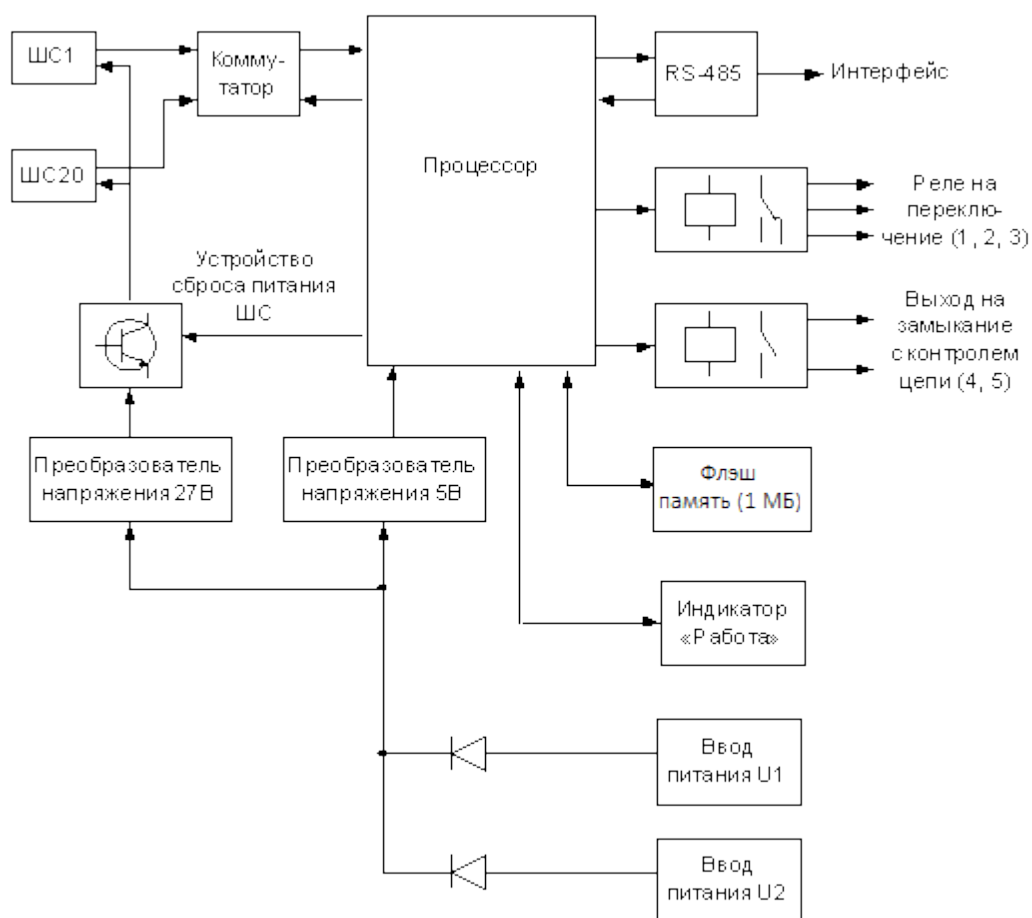 ШС1
Комму-
татор
RS-485
Интерфейс
ШС20
Процессор
Реле на
переклю-
чение (1, 2, 3)
Устройство
сброса питания
ШС
Выход на
замыкание
с контролем
цепи (4, 5)
Преобразователь
напряжения 27В
Преобразователь
напряжения 5В
Флэш
память (1 МБ)
Индикатор
«Работа»
Ввод
питания U1
Ввод
питания U2